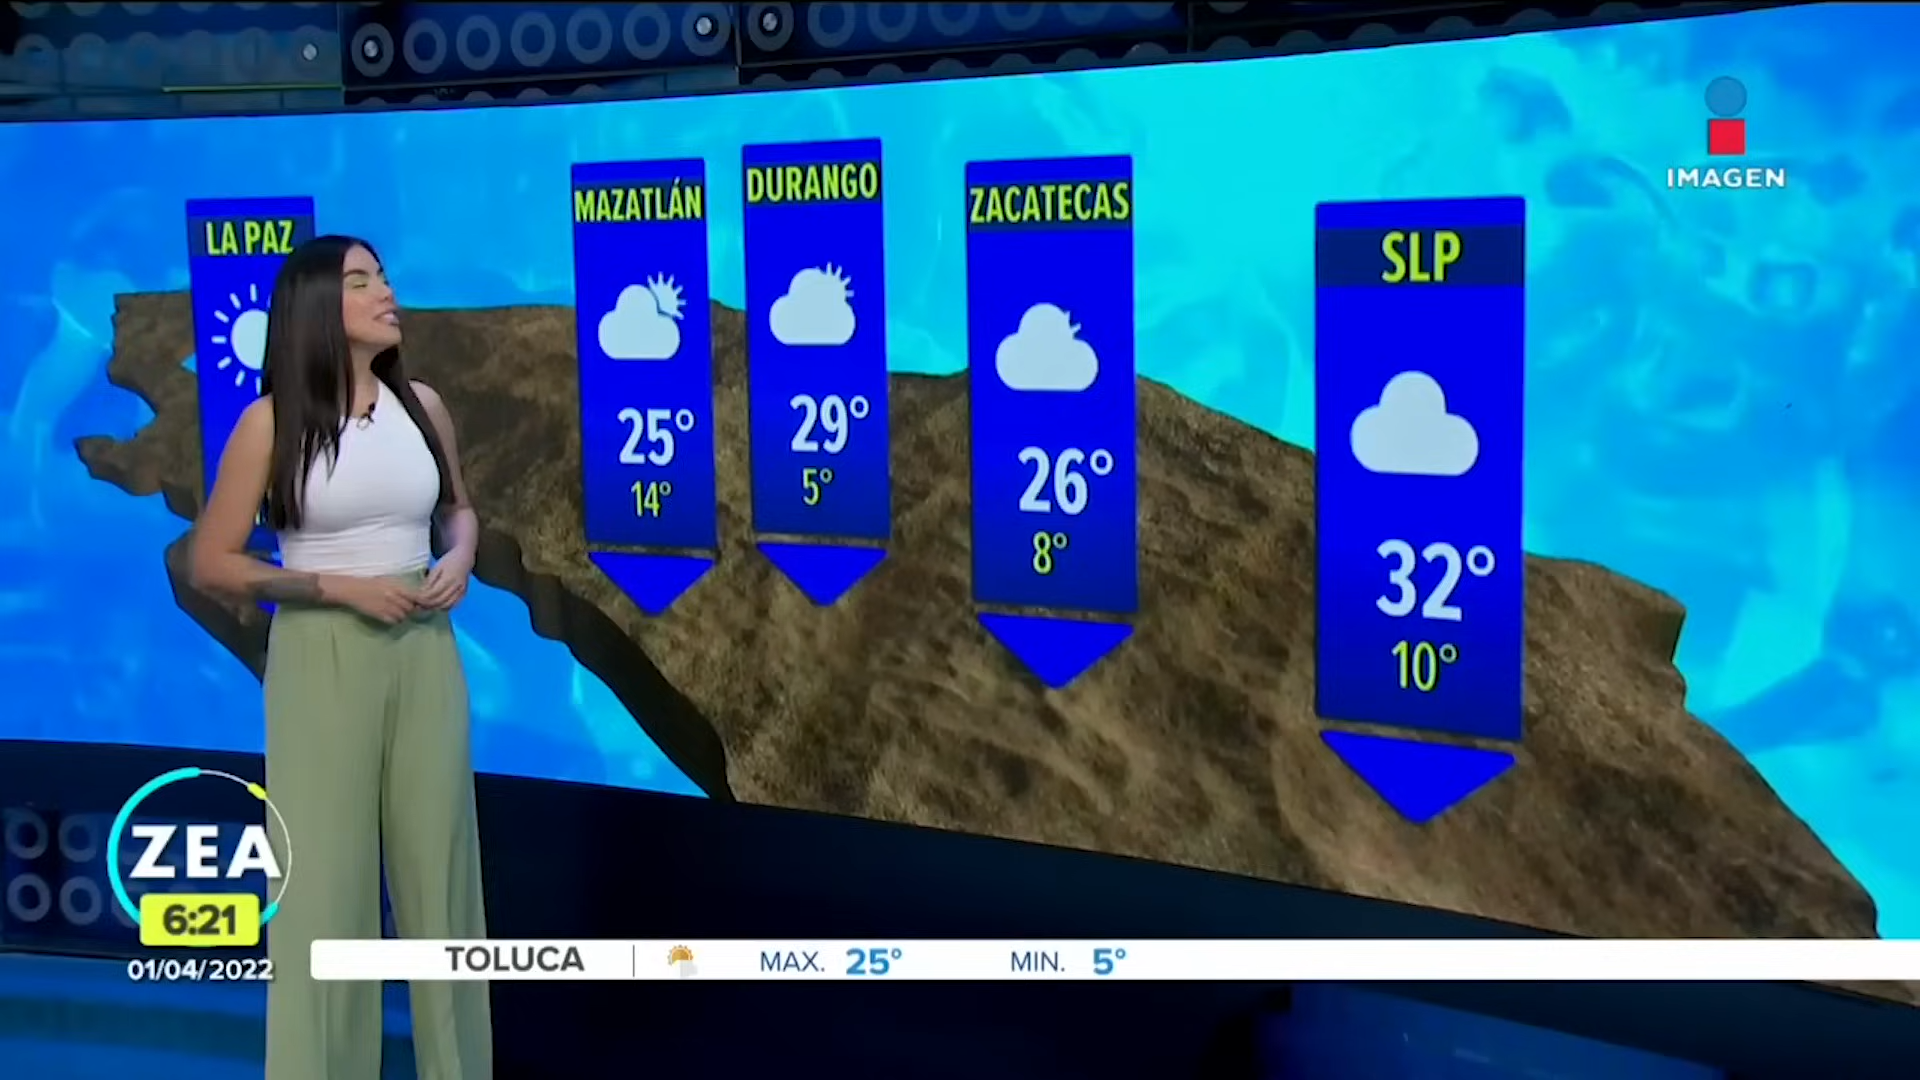 LA PAZ
MAZATLÁN
25°
14°
DURANGO
29°
5°
ZACATECAS
26°
8°
SLP
32°
10°
IMAGEN
ZEA
6:21
01/04/2022
TOLUCA MAX. 25° MIN. 5°